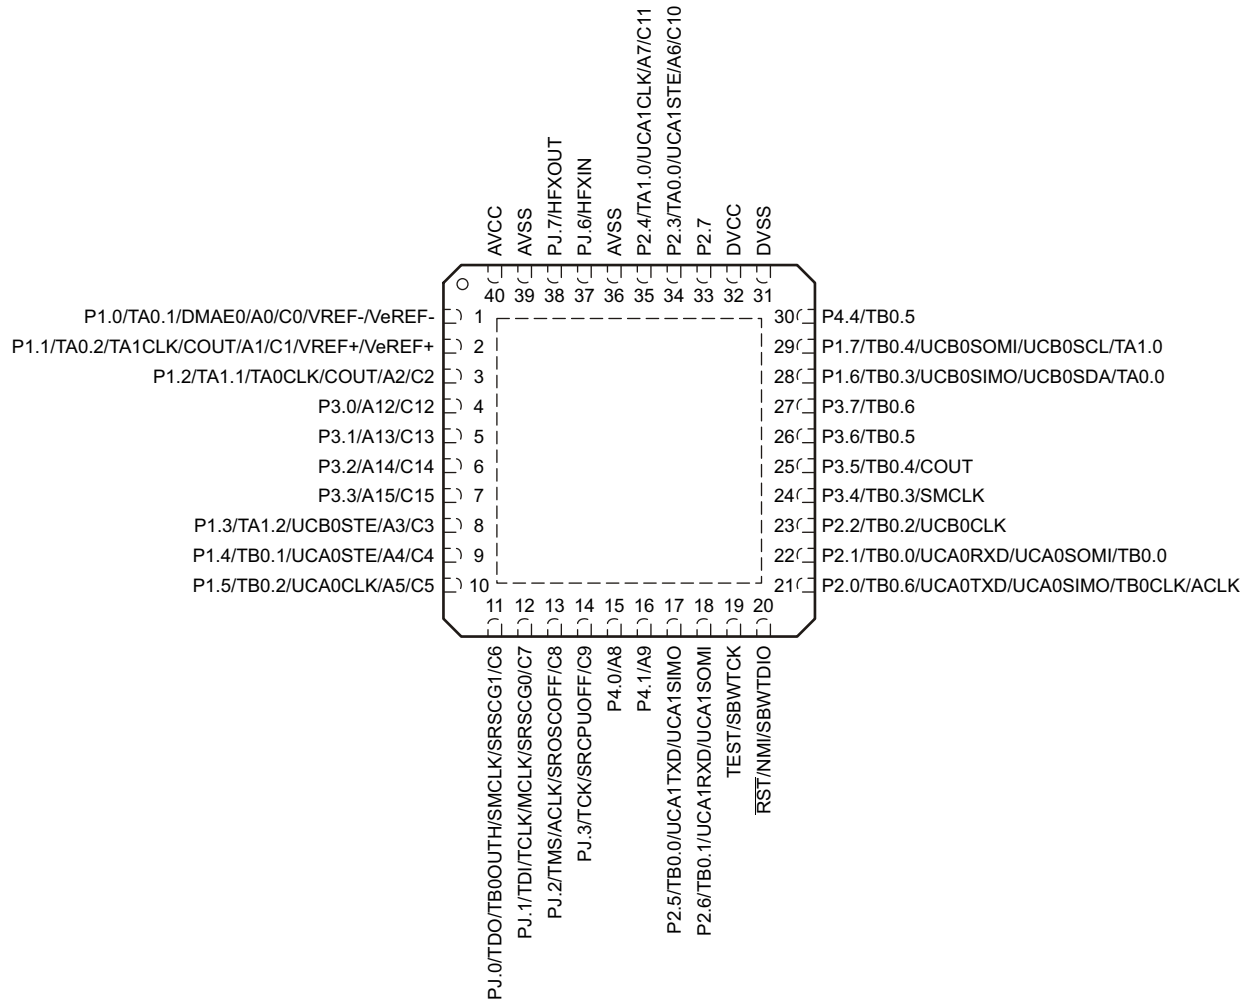 AVCC
AVSS
PJ.7/HFXOUT
PJ.6/HFXIN
AVSS
P2.4/TA1.0/UCA1CLK/A7/C11
P2.3/TA0.0/UCA1STE/A6/C10
P2.7
DVCC
DVSS
40 39 38 37 36 35 34 33 32 31
P1.0/TA0.1/DMAE0/A0/C0/VREF-/VeREF- 1
P1.1/TA0.2/TA1CLK/COUT/A1/C1/VREF+/VeREF+ 2
P1.2/TA1.1/TA0CLK/COUT/A2/C2 3
P3.0/A12/C12 4
P3.1/A13/C13 5
P3.2/A14/C14 6
P3.3/A15/C15 7
P1.3/TA1.2/UCB0STE/A3/C3 8
P1.4/TB0.1/UCA0STE/A4/C4 9
P1.5/TB0.2/UCA0CLK/A5/C5 10
30 P4.4/TB0.5
29 P1.7/TB0.4/UCB0SOMI/UCB0SCL/TA1.0
28 P1.6/TB0.3/UCB0SIMO/UCB0SDA/TA0.0
27 P3.7/TB0.6
26 P3.6/TB0.5
25 P3.5/TB0.4/COUT
24 P3.4/TB0.3/SMCLK
23 P2.2/TB0.2/UCB0CLK
22 P2.1/TB0.0/UCA0RXD/UCA0SOMI/TB0.0
21 P2.0/TB0.6/UCA0TXD/UCA0SIMO/TB0CLK/ACLK
11 12 13 14 15 16 17 18 19 20
PJ.0/TDO/TB0OUTH/SMCLK/SRSCG1/C6
PJ.1/TDI/TCLK/MCLK/SRSCG0/C7
PJ.2/TMS/ACLK/SROSCOFF/C8
PJ.3/TCK/SRCPUOFF/C9
P4.0/A8
P4.1/A9
P2.5/TB0.0/UCA1TXD/UCA1SIMO
P2.6/TB0.1/UCA1RXD/UCA1SOMI
TEST/SBWTCK
RST/NMI/SBWTDIO